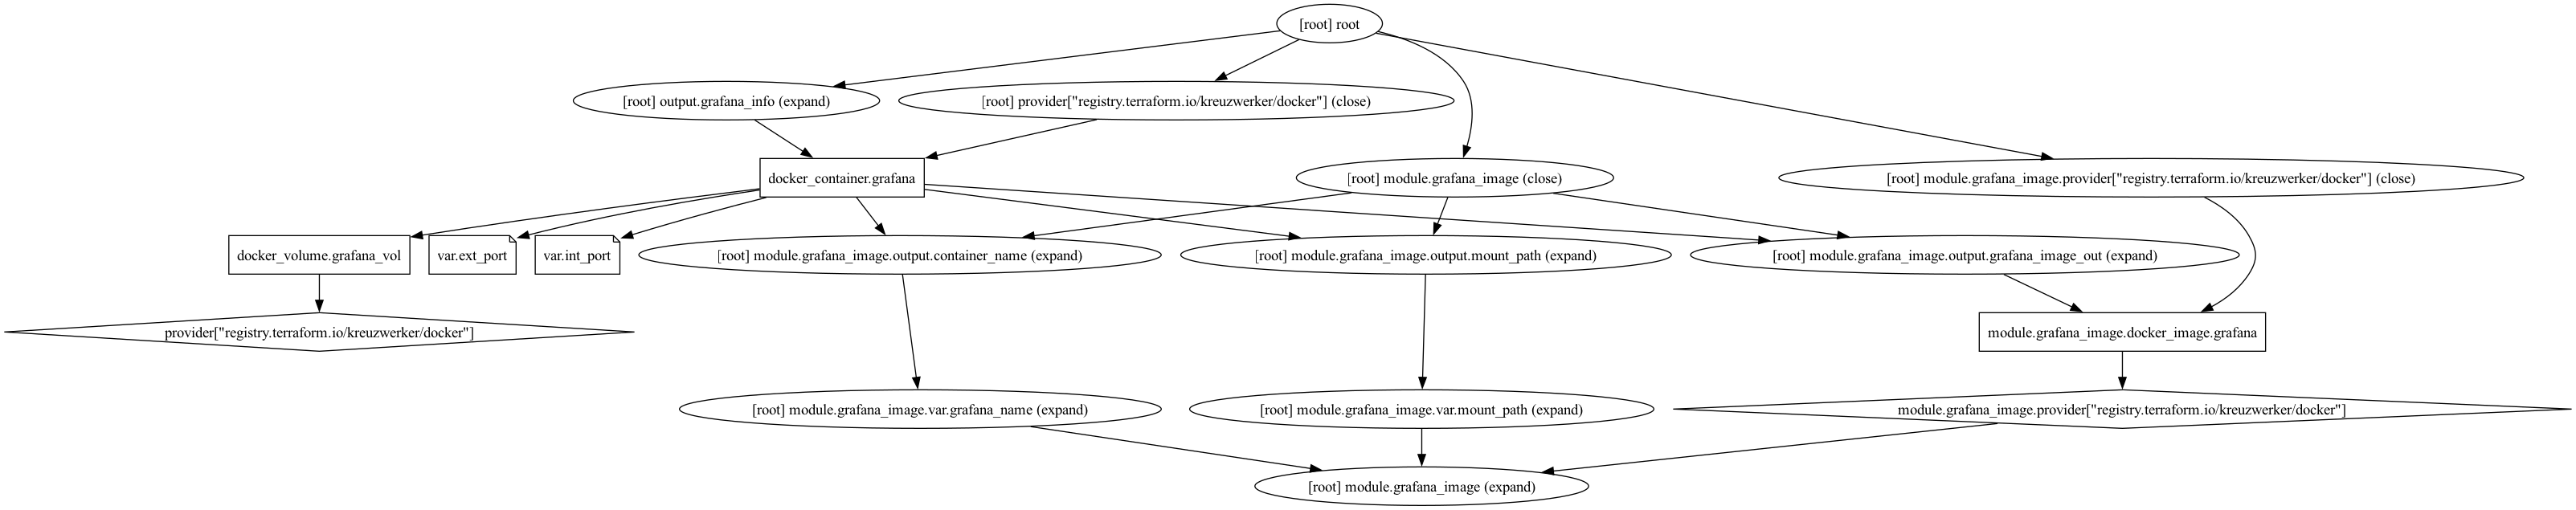 [root] root
[root] output.grafana_info (expand)
[root] provider["registry.terraform.io/kreuzwerker/docker"] (close)
docker_container.grafana
[root] module.grafana_image (close)
[root] module.grafana_image.provider["registry.terraform.io/kreuzwerker/docker"] (close)
docker_volume.grafana_vol
var.ext_port
var.int_port
[root] module.grafana_image.output.container_name (expand)
[root] module.grafana_image.output.mount_path (expand)
[root] module.grafana_image.output.grafana_image_out (expand)
provider["registry.terraform.io/kreuzwerker/docker"]
module.grafana_image.docker_image.grafana
[root] module.grafana_image.var.grafana_name (expand)
[root] module.grafana_image.var.mount_path (expand)
module.grafana_image.provider["registry.terraform.io/kreuzwerker/docker"]
[root] module.grafana_image (expand)